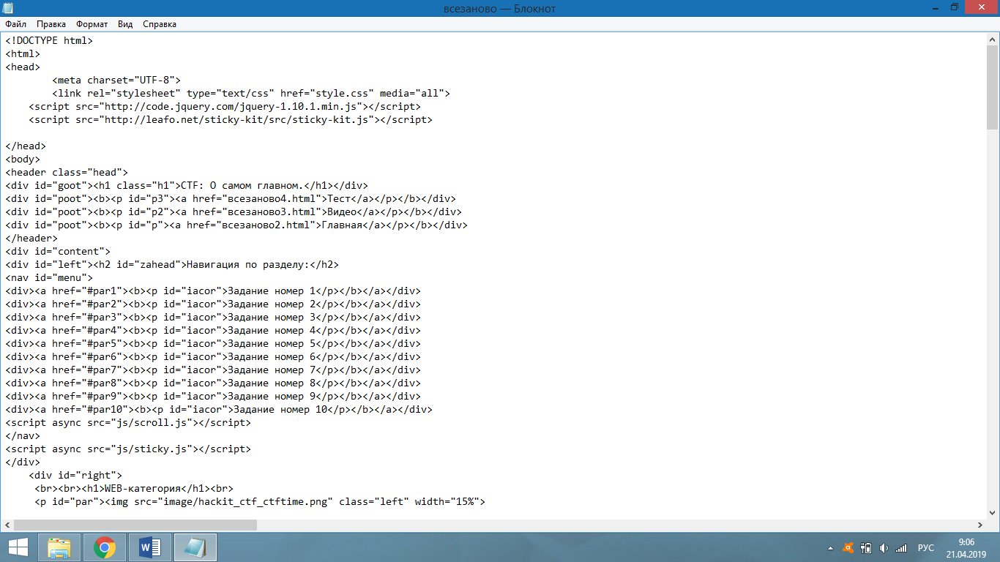 всезаново — Блокнот
Файл Правка Формат Вид Справка
<!DOCTYPE html>
<html>
<head>
        <meta charset="UTF-8">
        <link rel="stylesheet" type="text/css" href="style.css" media="all">
    <script src="http://code.jquery.com/jquery-1.10.1.min.js"></script>
    <script src="http://leafo.net/sticky-kit/src/sticky-kit.js"></script>

</head>
<body>
<header class="head">
<div id="goot"><h1 class="h1">CTF: О самом главном.</h1></div>
<div id="poot"><b><p id="p3"><a href="всезаново4.html">Тест</a></p></b></div>
<div id="poot"><b><p id="p2"><a href="всезаново3.html">Видео</a></p></b></div>
<div id="poot"><b><p id="p"><a href="всезаново2.html">Главная</a></p></b></div>
</header>
<div id="content">
<div id="left"><h2 id="zahead">Навигация по разделу:</h2>
<nav id="menu">
<div><a href="#par1"><b><p id="iacor">Задание номер 1</p></b></a></div>
<div><a href="#par2"><b><p id="iacor">Задание номер 2</p></b></a></div>
<div><a href="#par3"><b><p id="iacor">Задание номер 3</p></b></a></div>
<div><a href="#par4"><b><p id="iacor">Задание номер 4</p></b></a></div>
<div><a href="#par5"><b><p id="iacor">Задание номер 5</p></b></a></div>
<div><a href="#par6"><b><p id="iacor">Задание номер 6</p></b></a></div>
<div><a href="#par7"><b><p id="iacor">Задание номер 7</p></b></a></div>
<div><a href="#par8"><b><p id="iacor">Задание номер 8</p></b></a></div>
<div><a href="#par9"><b><p id="iacor">Задание номер 9</p></b></a></div>
<div><a href="#par10"><b><p id="iacor">Задание номер 10</p></b></a></div>
<script async src="js/scroll.js"></script>
</nav>
<script async src="js/sticky.js"></script>
</div>
    <div id="right">
     <br><br><h1>WEB-категория</h1><br>
     <p id="par"><img src="image/hackit_ctf_ctftime.png" class="left" width="15%">
РУС
9:06
21.04.2019